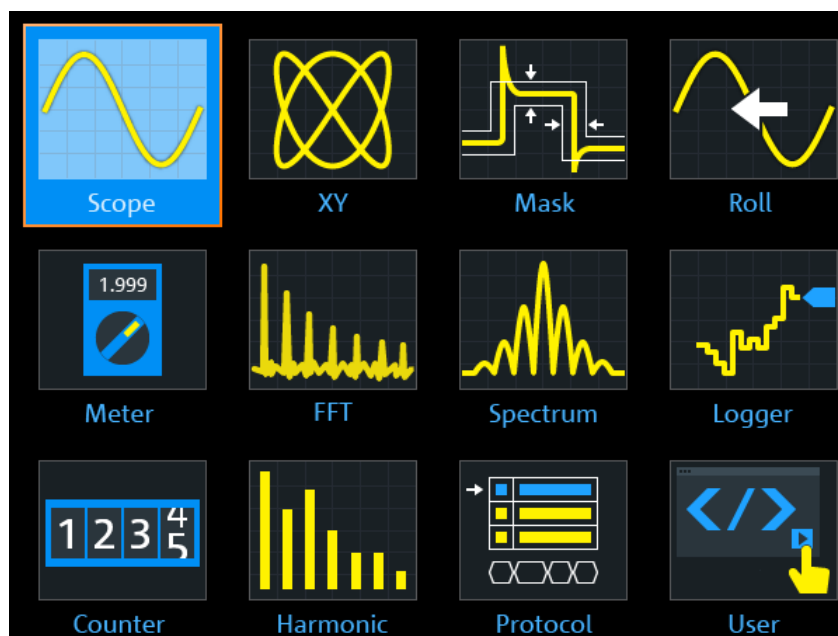 Scope
XY
Mask
Roll
1.999
Meter
FFT
Spectrum
Logger
1 2 3 4
5
Counter
Harmonic
Protocol
</>
User